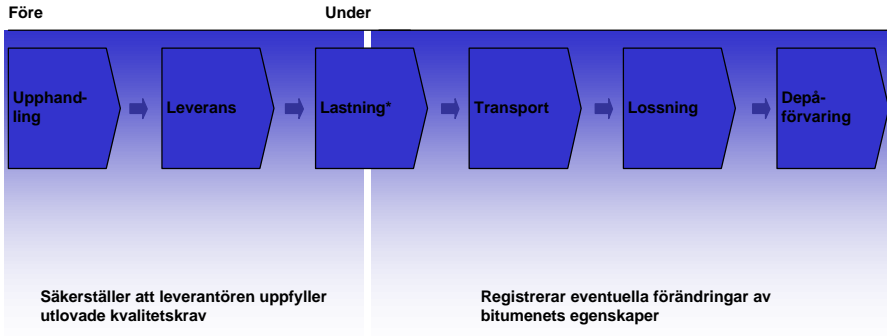 Före
Under
Upphand-
ling
Leverans
Lastning*
Transport
Lossning
Depå-
förvaring
Säkerställer att leverantören uppfyller
utlovade kvalitetskrav
Registrerar eventuella förändringar av
bitumenets egenskaper